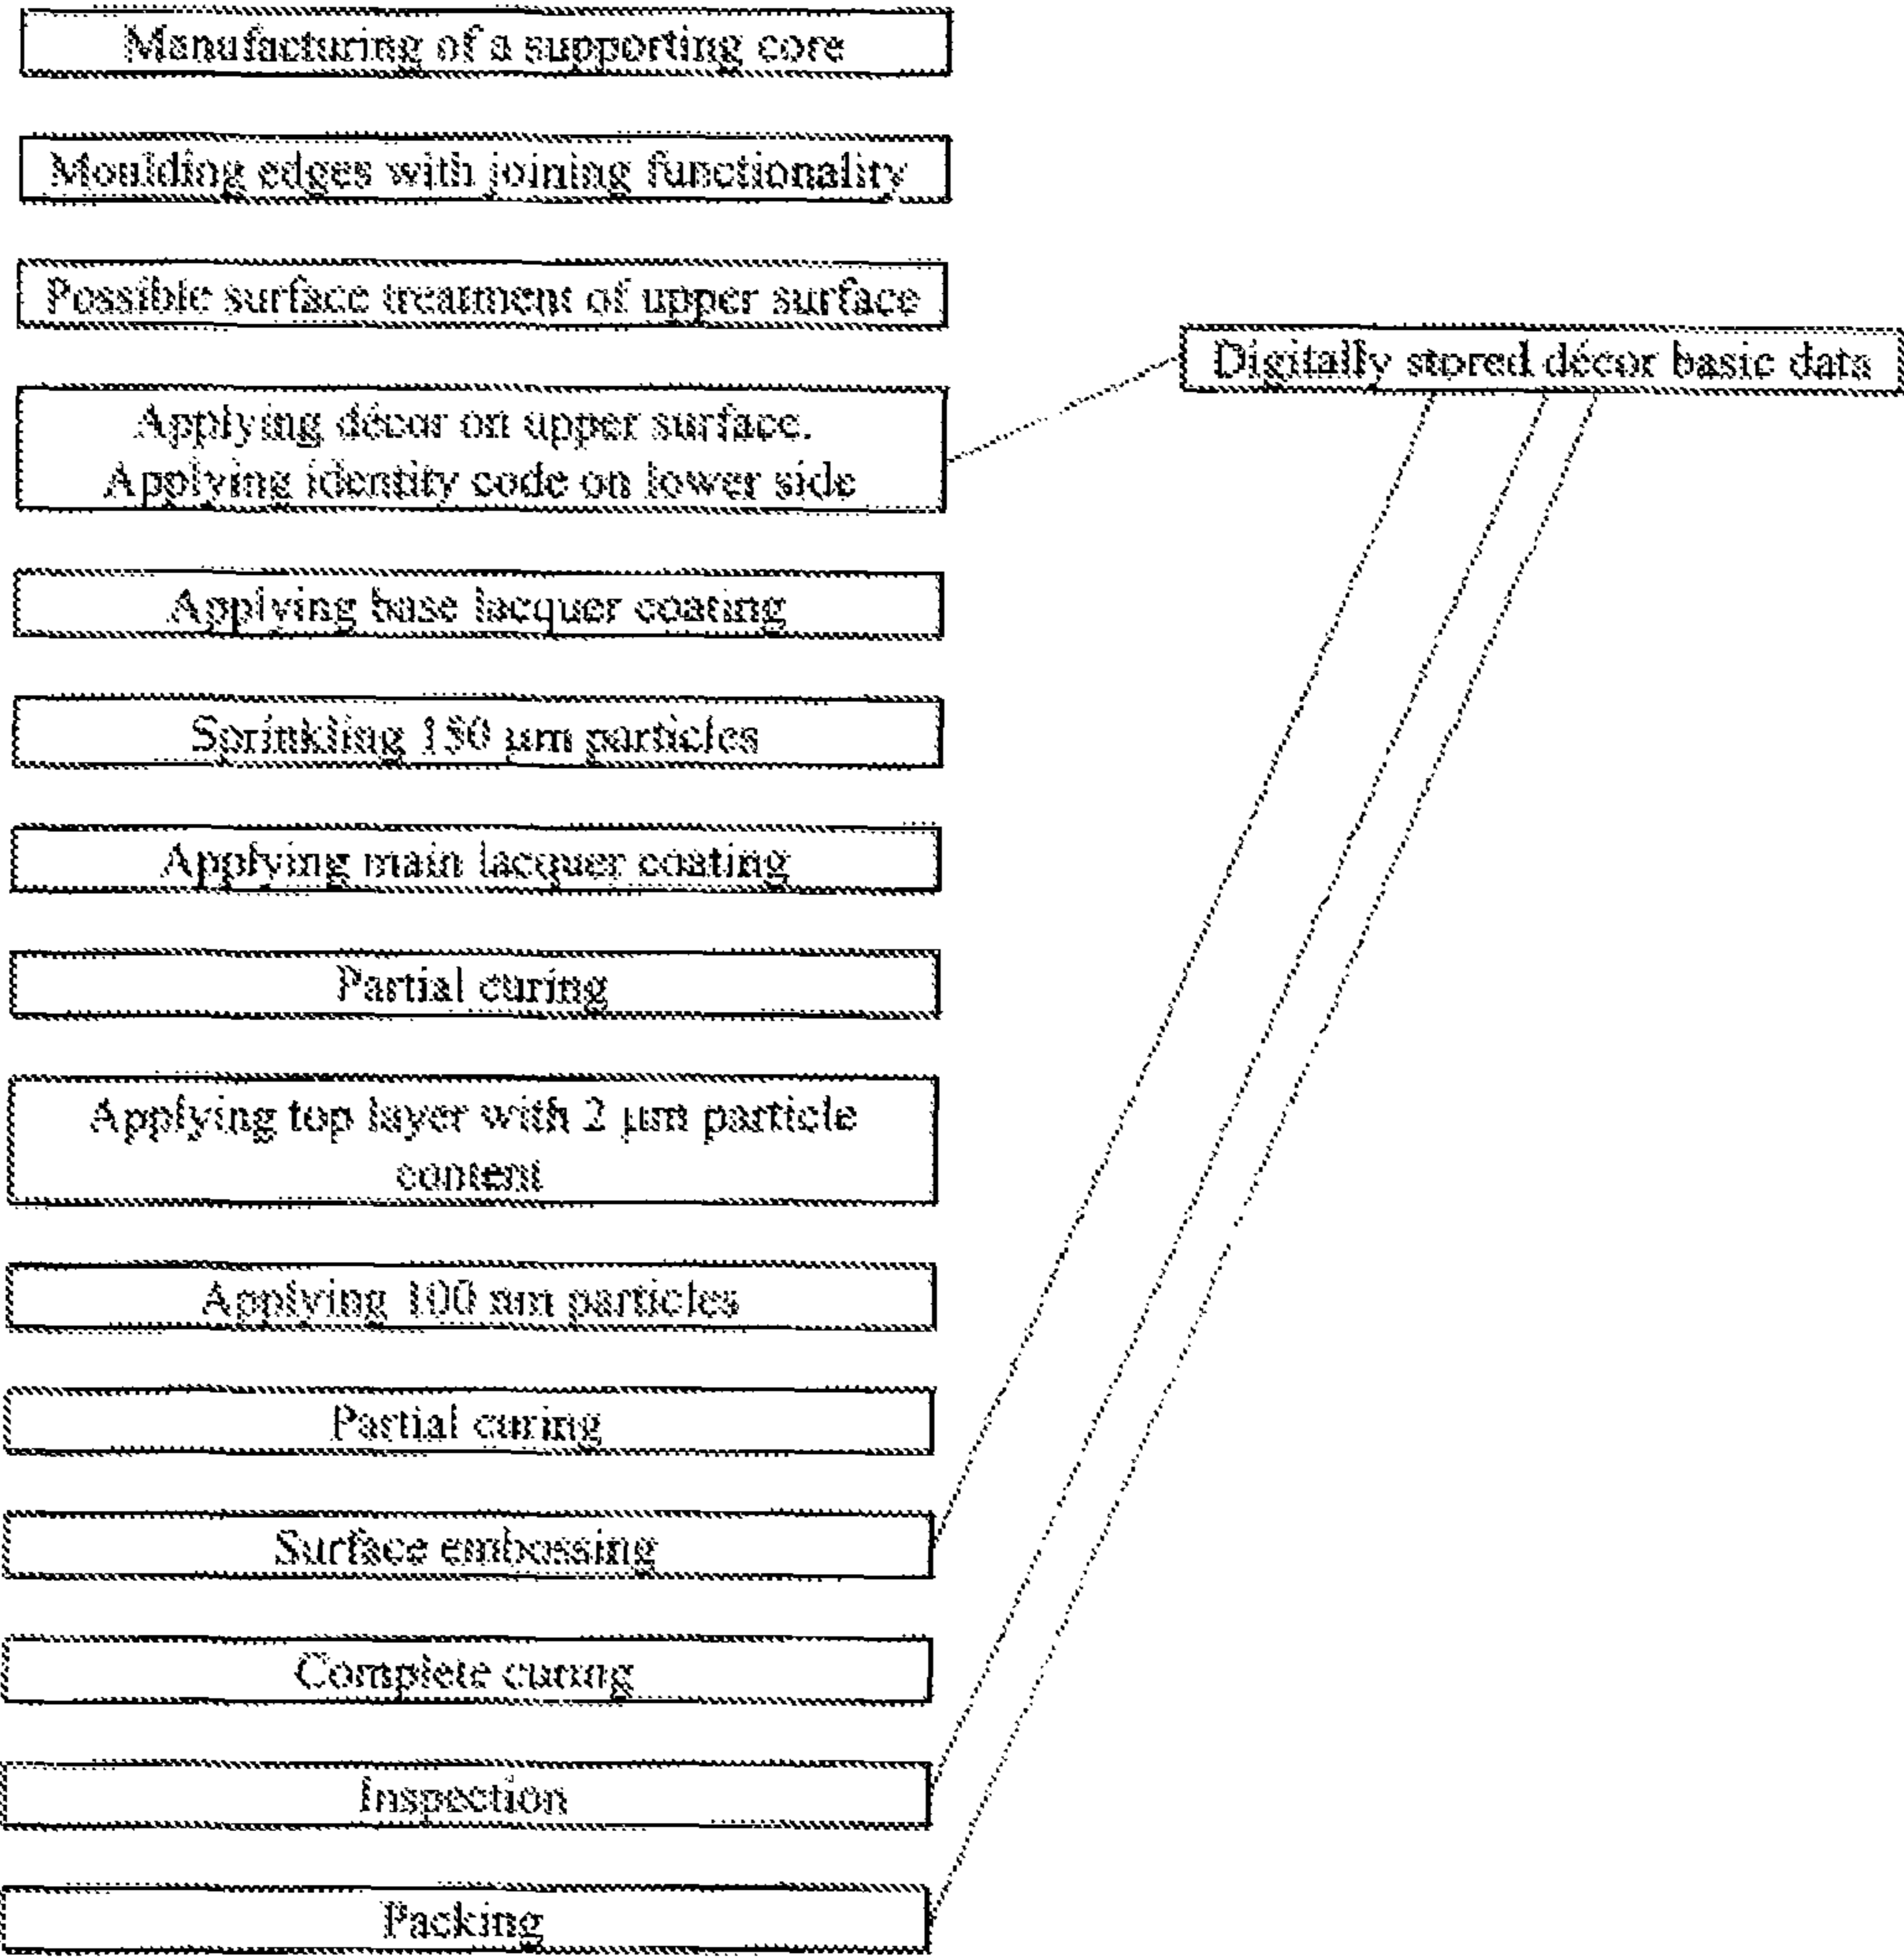 Manufacturing of a supporting core
Moulding edges with joining functionality
Possible surface treatment of upper surface
Digitally stored décor basic data
Applying décor on upper surface.
Applying identity code on lower side
Applying base lacquer coating
Sprinkling 150 µm particles
Applying main lacquer coating
Partial curing
Applying top layer with 2 µm particle
content
Applying 100 nm particles
Partial curing
Surface embossing
Complete curing
Inspection
Packing